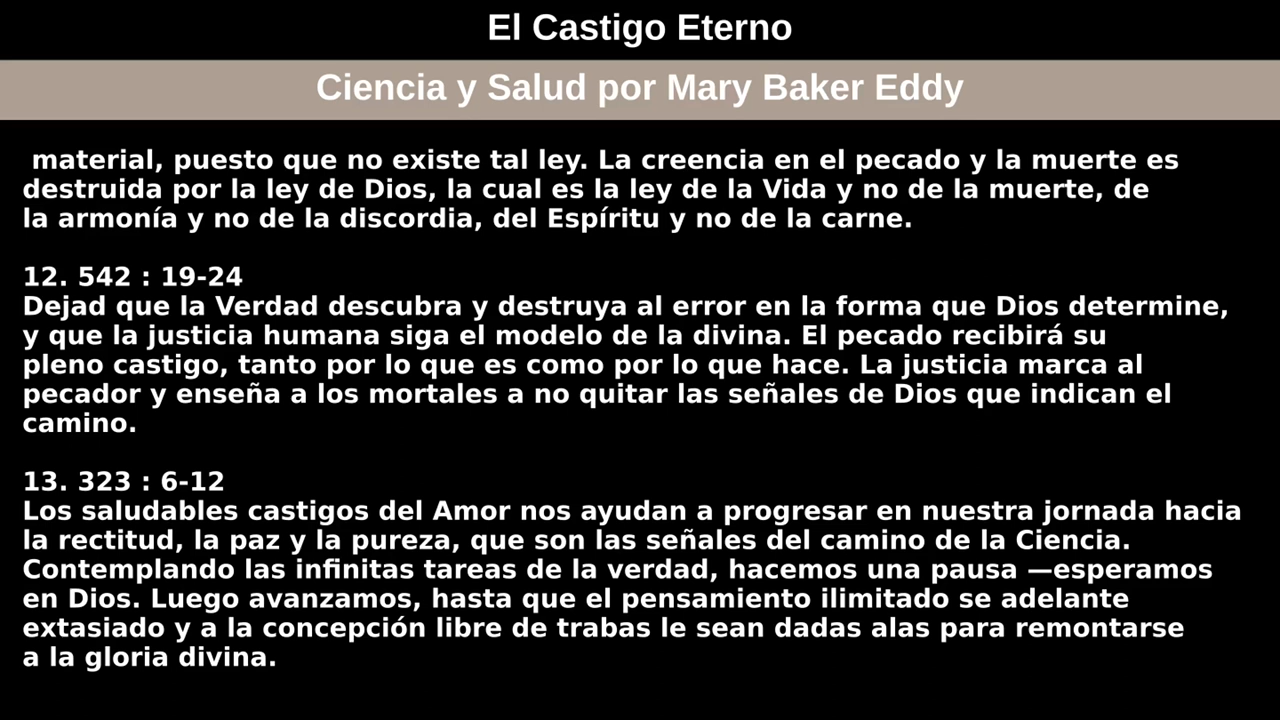 El Castigo Eterno
Ciencia y Salud por Mary Baker Eddy
material, puesto que no existe tal ley. La creencia en el pecado y la muerte es
destruida por la ley de Dios, la cual es la ley de la Vida y no de la muerte, de
la armonía y no de la discordia, del Espíritu y no de la carne.
12. 542 : 19-24
Dejad que la Verdad descubra y destruya al error en la forma que Dios determine,
y que la justicia humana siga el modelo de la divina. El pecado recibirá su
pleno castigo, tanto por lo que es como por lo que hace. La justicia marca al
pecador y enseña a los mortales a no quitar las señales de Dios que indican el
camino.
13. 323 : 6-12
Los saludables castigos del Amor nos ayudan a progresar en nuestra jornada hacia
la rectitud, la paz y la pureza, que son las señales del camino de la Ciencia.
Contemplando las infinitas tareas de la verdad, hacemos una pausa —esperamos
en Dios. Luego avanzamos, hasta que el pensamiento ilimitado se adelante
extasiado y a la concepción libre de trabas le sean dadas alas para remontarse
a la gloria divina.